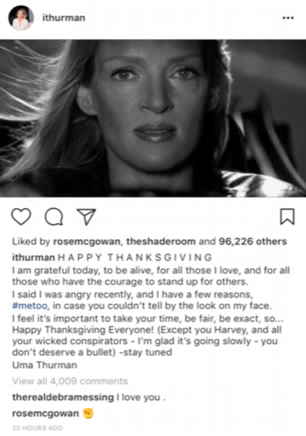 ithurman
Liked by rosemcgowan, theshaderoom and 96,226 others
ithurman H A P P Y T H A N K S G I V I N G
I am grateful today, to be alive, for all those I love, and for all
those who have the courage to stand up for others.
I said I was angry recently, and I have a few reasons,
#metoo, in case you couldn't tell by the look on my face.
I feel it's important to take your time, be fair, be exact, so...
Happy Thanksgiving Everyone! (Except you Harvey, and all
your wicked conspirators - I'm glad it's going slowly - you
don't deserve a bullet) -stay tuned
Uma Thurman
View all 4,009 comments
therealdebramessing I love you .
rosemcgowan ✊
20 HOURS AGO